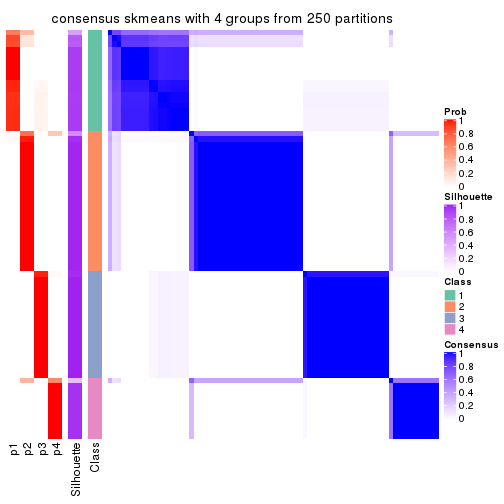 consensus skmeans with 4 groups from 250 partitions
Prob
1
0.8
0.6
0.4
0.2
0
Silhouette
1
0.8
0.6
0.4
0.2
0
Class
1
2
3
4
Consensus
1
0.8
0.6
0.4
0.2
0
p1
p2
p3
p4
Silhouette
Class